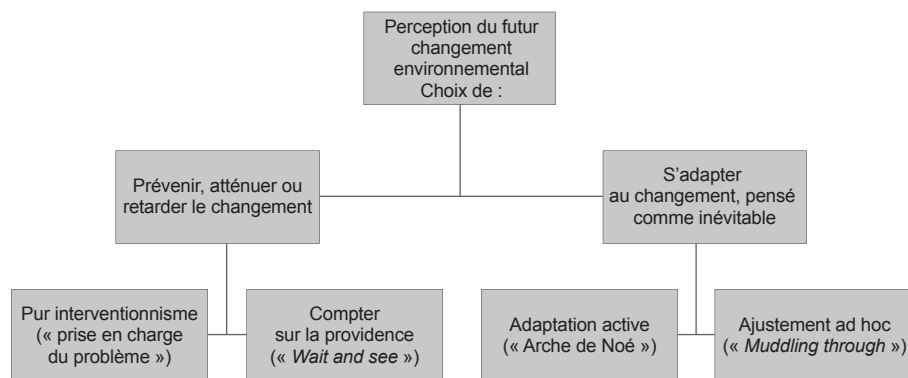 Perception du futur
changement
environnemental
Choix de :
Prévenir, atténuer ou
retarder le changement
S’adapter
au changement, pensé
comme inévitable
Pur interventionnisme
(« prise en charge
du problème »)
Compter
sur la providence
(« Wait and see »)
Adaptation active
(« Arche de Noé »)
Ajustement ad hoc
(« Muddling through »)